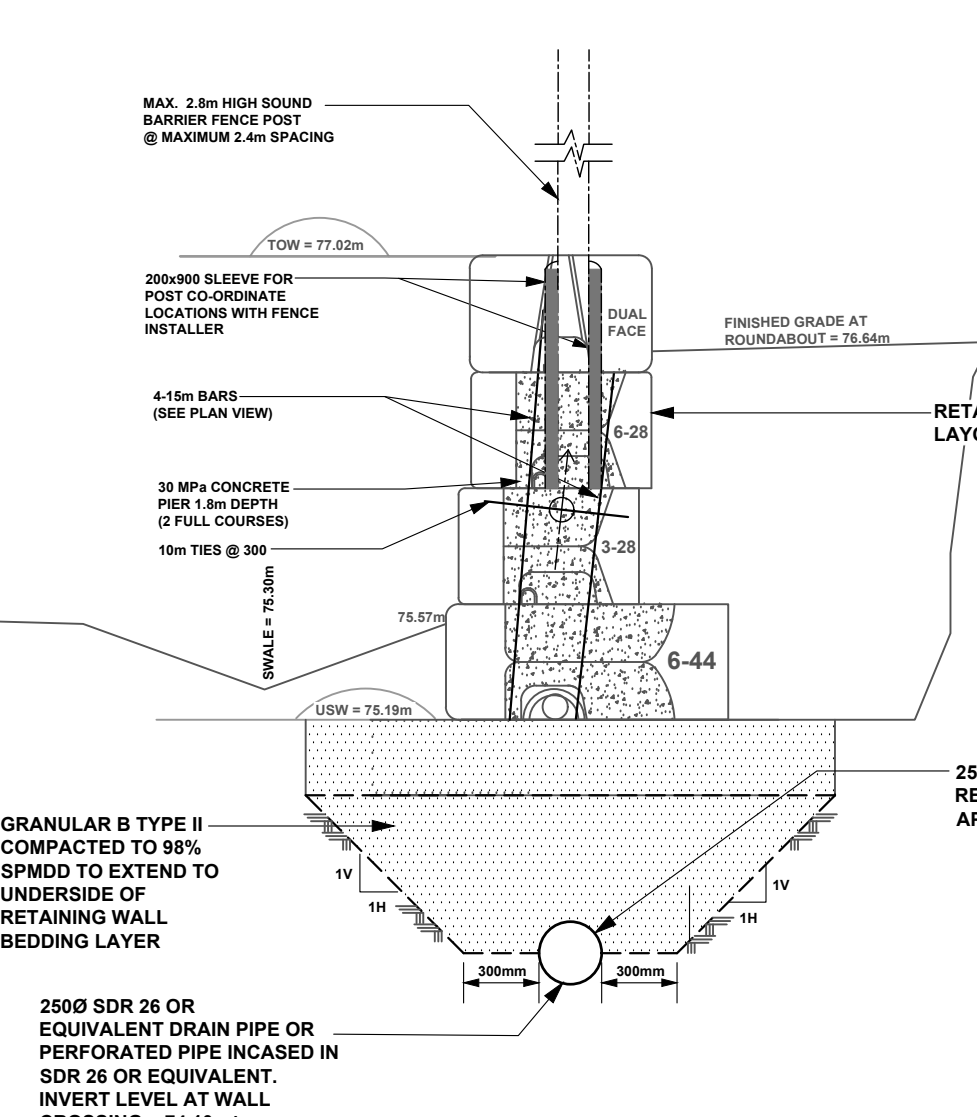 MAX. 2.8m HIGH SOUND
BARRIER FENCE POST
@ MAXIMUM 2.4m SPACING
TOW = 77.02m
200x900 SLEEVE FOR
POST CO-ORDINATE
LOCATIONS WITH FENCE
INSTALLER
DUAL
FACE
FINISHED GRADE AT
ROUNDABOUT = 76.64m
4-15m BARS
(SEE PLAN VIEW)
6-28
RETA
LAYO
30 MPa CONCRETE
PIER 1.8m DEPTH
(2 FULL COURSES)
10m TIES @ 300
3-28
SWALE = 75.30m
75.57m
6-44
USW = 75.19m
25
RE
AP
GRANULAR B TYPE II
COMPACTED TO 98%
SPMDD TO EXTEND TO
UNDERSIDE OF
RETAINING WALL
BEDDING LAYER
1V
1H
1V
1H
300mm
300mm
250Ø SDR 26 OR
EQUIVALENT DRAIN PIPE OR
PERFORATED PIPE INCASED IN
SDR 26 OR EQUIVALENT.
INVERT LEVEL AT WALL